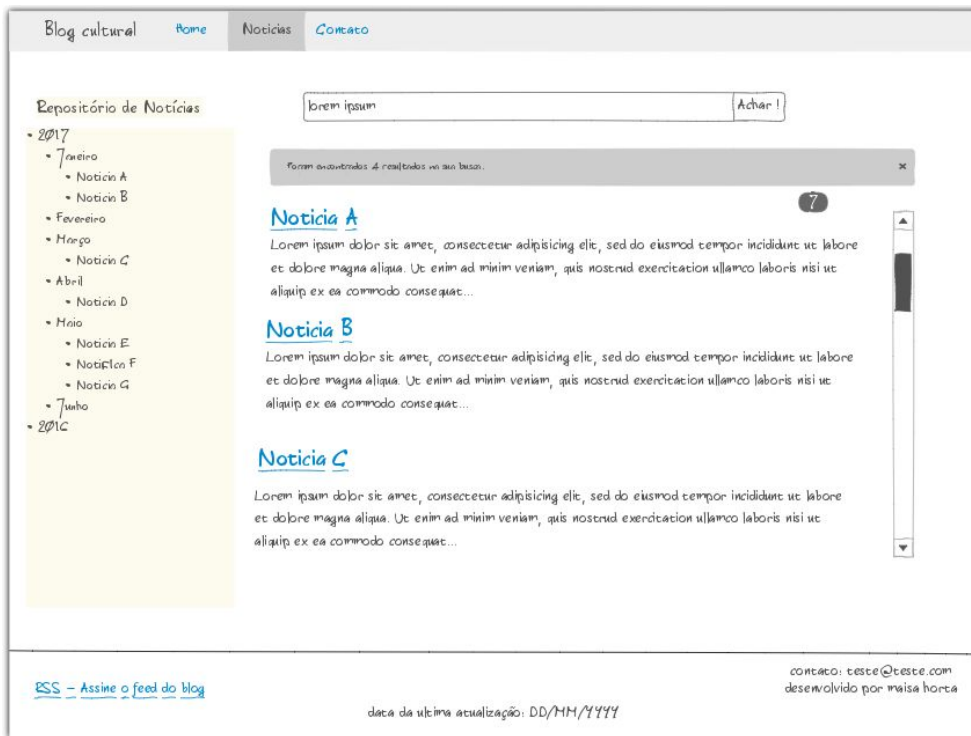 Blog cultural Home Noticias Contato
Repositório de Notícias
lorem ipsum Achar !
• 2017
• Janeiro
• Noticia A
• Noticia B
• Fevereiro
• Março
• Noticia C
• Abril
• Noticia D
• Maio
• Noticia E
• Noticica F
• Noticia G
• Junho
• 2016
Foram encontrados 4 resultados na sua busca. ×
7
Noticia A
Lorem ipsum dolor sit amet, consectetur adipisicing elit, sed do eiusmod tempor incididunt ut labore
et dolore magna aliqua. Ut enim ad minim veniam, quis nostrud exercitation ullamco laboris nisi ut
aliquip ex ea commodo consequat...
Noticia B
Lorem ipsum dolor sit amet, consectetur adipisicing elit, sed do eiusmod tempor incididunt ut labore
et dolore magna aliqua. Ut enim ad minim veniam, quis nostrud exercitation ullamco laboris nisi ut
aliquip ex ea commodo consequat...
Noticia C
Lorem ipsum dolor sit amet, consectetur adipisicing elit, sed do eiusmod tempor incididunt ut labore
et dolore magna aliqua. Ut enim ad minim veniam, quis nostrud exercitation ullamco laboris nisi ut
aliquip ex ea commodo consequat...
RSS - Assine o feed do blog
contato: teste@teste.com
desenvolvido por maisa horta
data da ultima atualização: DD/MM/YYYY